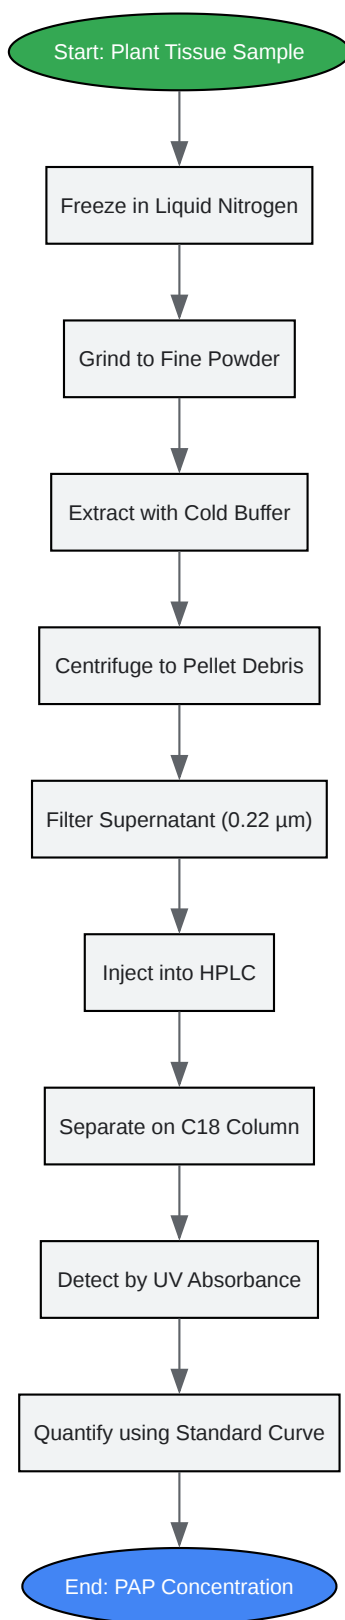 Start: Plant Tissue Sample
Freeze in Liquid Nitrogen
Grind to Fine Powder
Extract with Cold Buffer
Centrifuge to Pellet Debris
Filter Supernatant (0.22 µm)
Inject into HPLC
Separate on C18 Column
Detect by UV Absorbance
Quantify using Standard Curve
End: PAP Concentration